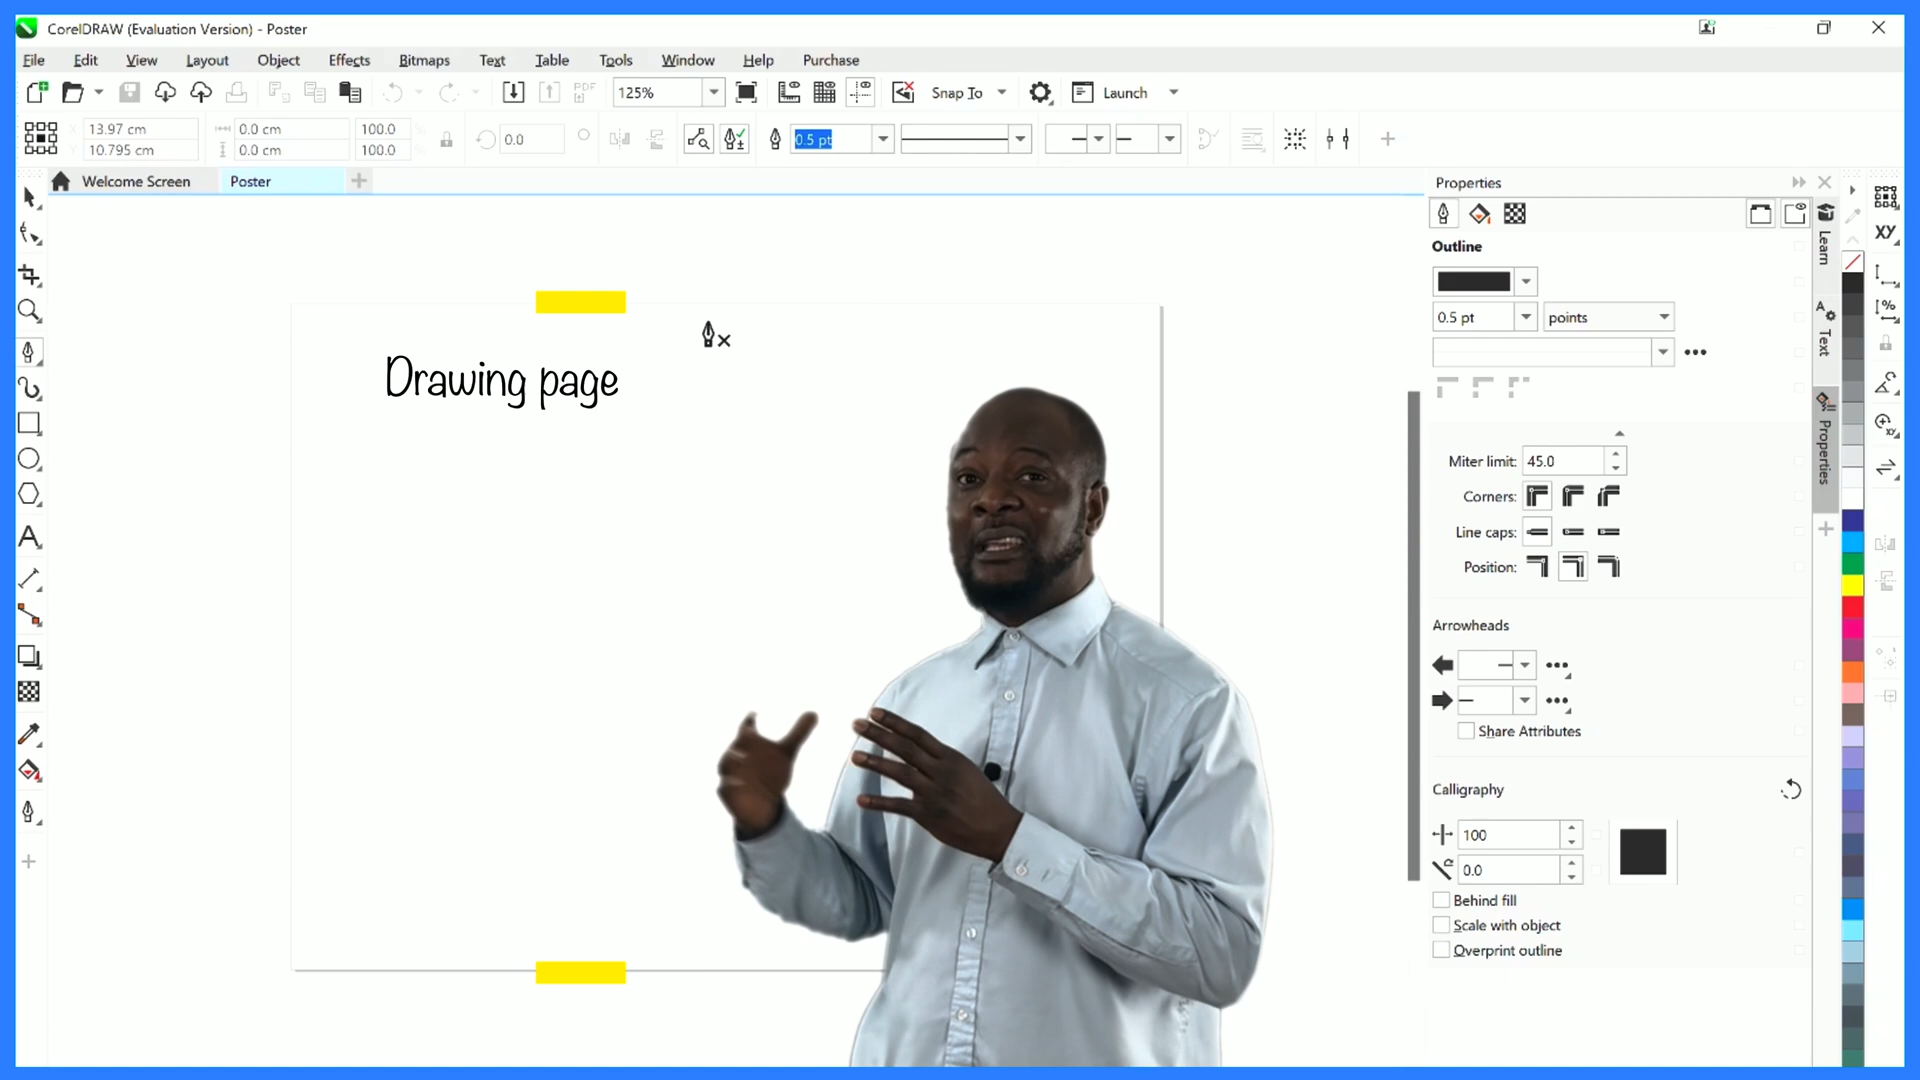 CorelDRAW (Evaluation Version) - Poster
File Edit View Layout Object Effects Bitmaps Text Table Tools Window Help Purchase
PDF 125% Snap To Launch
X 13.97 cm 0.0 cm 100.0 %
Y 10.795 cm 0.0 cm 100.0 %
0.0
0.5 pt
Welcome Screen Poster
Properties
Outline
0.5 pt points
Miter limit: 45.0
Corners:
Line caps:
Position:
Arrowheads
Share Attributes
Calligraphy
100
0.0
Behind fill
Scale with object
Overprint outline
Learn
Text
Properties
Drawing page